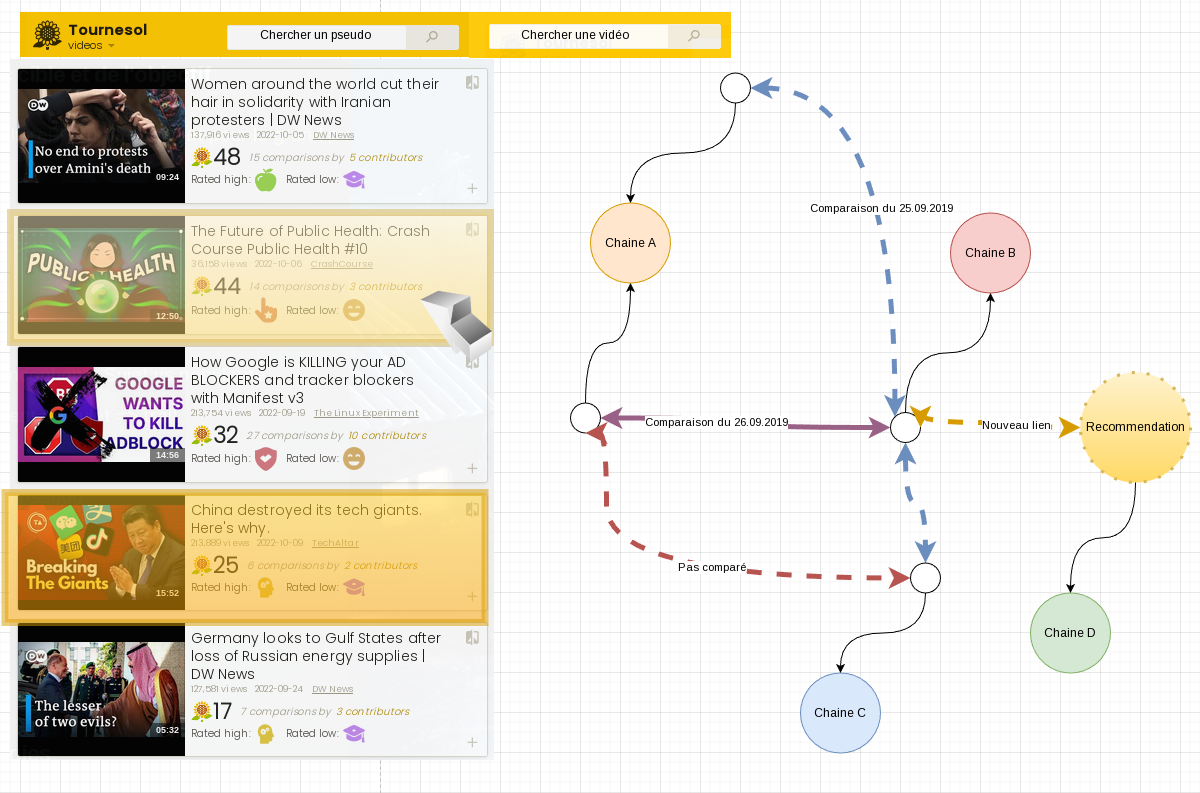 Tournesol
videos
Chercher un pseudo
Chercher une vidéo
Women around the world cut their
hair in solidarity with Iranian
protesters | DW News
137,916 views 2022-10-05 DW News
48 15 comparisons by 5 contributors
Rated high: Rated low:
DW
No end to protests
over Amini's death
09:24
The Future of Public Health: Crash
Course Public Health #10
36,158 views 2022-10-06 CrashCourse
44 14 comparisons by 3 contributors
Rated high: Rated low:
PUBLIC HEALTH
12:50
How Google is KILLING your AD
BLOCKERS and tracker blockers
with Manifest v3
213,754 views 2022-09-19 The Linux Experiment
32 27 comparisons by 10 contributors
Rated high: Rated low:
GOOGLE
WANTS
TO KILL
ADBLOCK
14:56
China destroyed its tech giants.
Here's why.
213,889 views 2022-10-09 TechAltar
25 6 comparisons by 2 contributors
Rated high: Rated low:
TA
美团
Breaking
The Giants
15:52
Germany looks to Gulf States after
loss of Russian energy supplies |
DW News
127,581 views 2022-09-24 DW News
17 7 comparisons by 3 contributors
Rated high: Rated low:
DW
The lesser
of two evils?
05:32
Comparaison du 25.09.2019
Chaine A
Chaine B
Comparaison du 26.09.2019
Nouveau lien
Recommendation
Pas comparé
Chaine D
Chaine C